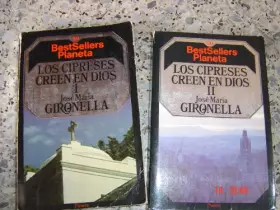 BestSellers
Planeta
LOS CIPRESES
CREEN EN DIOS
I
José María
GIRONELLA
BestSellers
Planeta
LOS CIPRESES
CREEN EN DIOS
II
José María
GIRONELLA